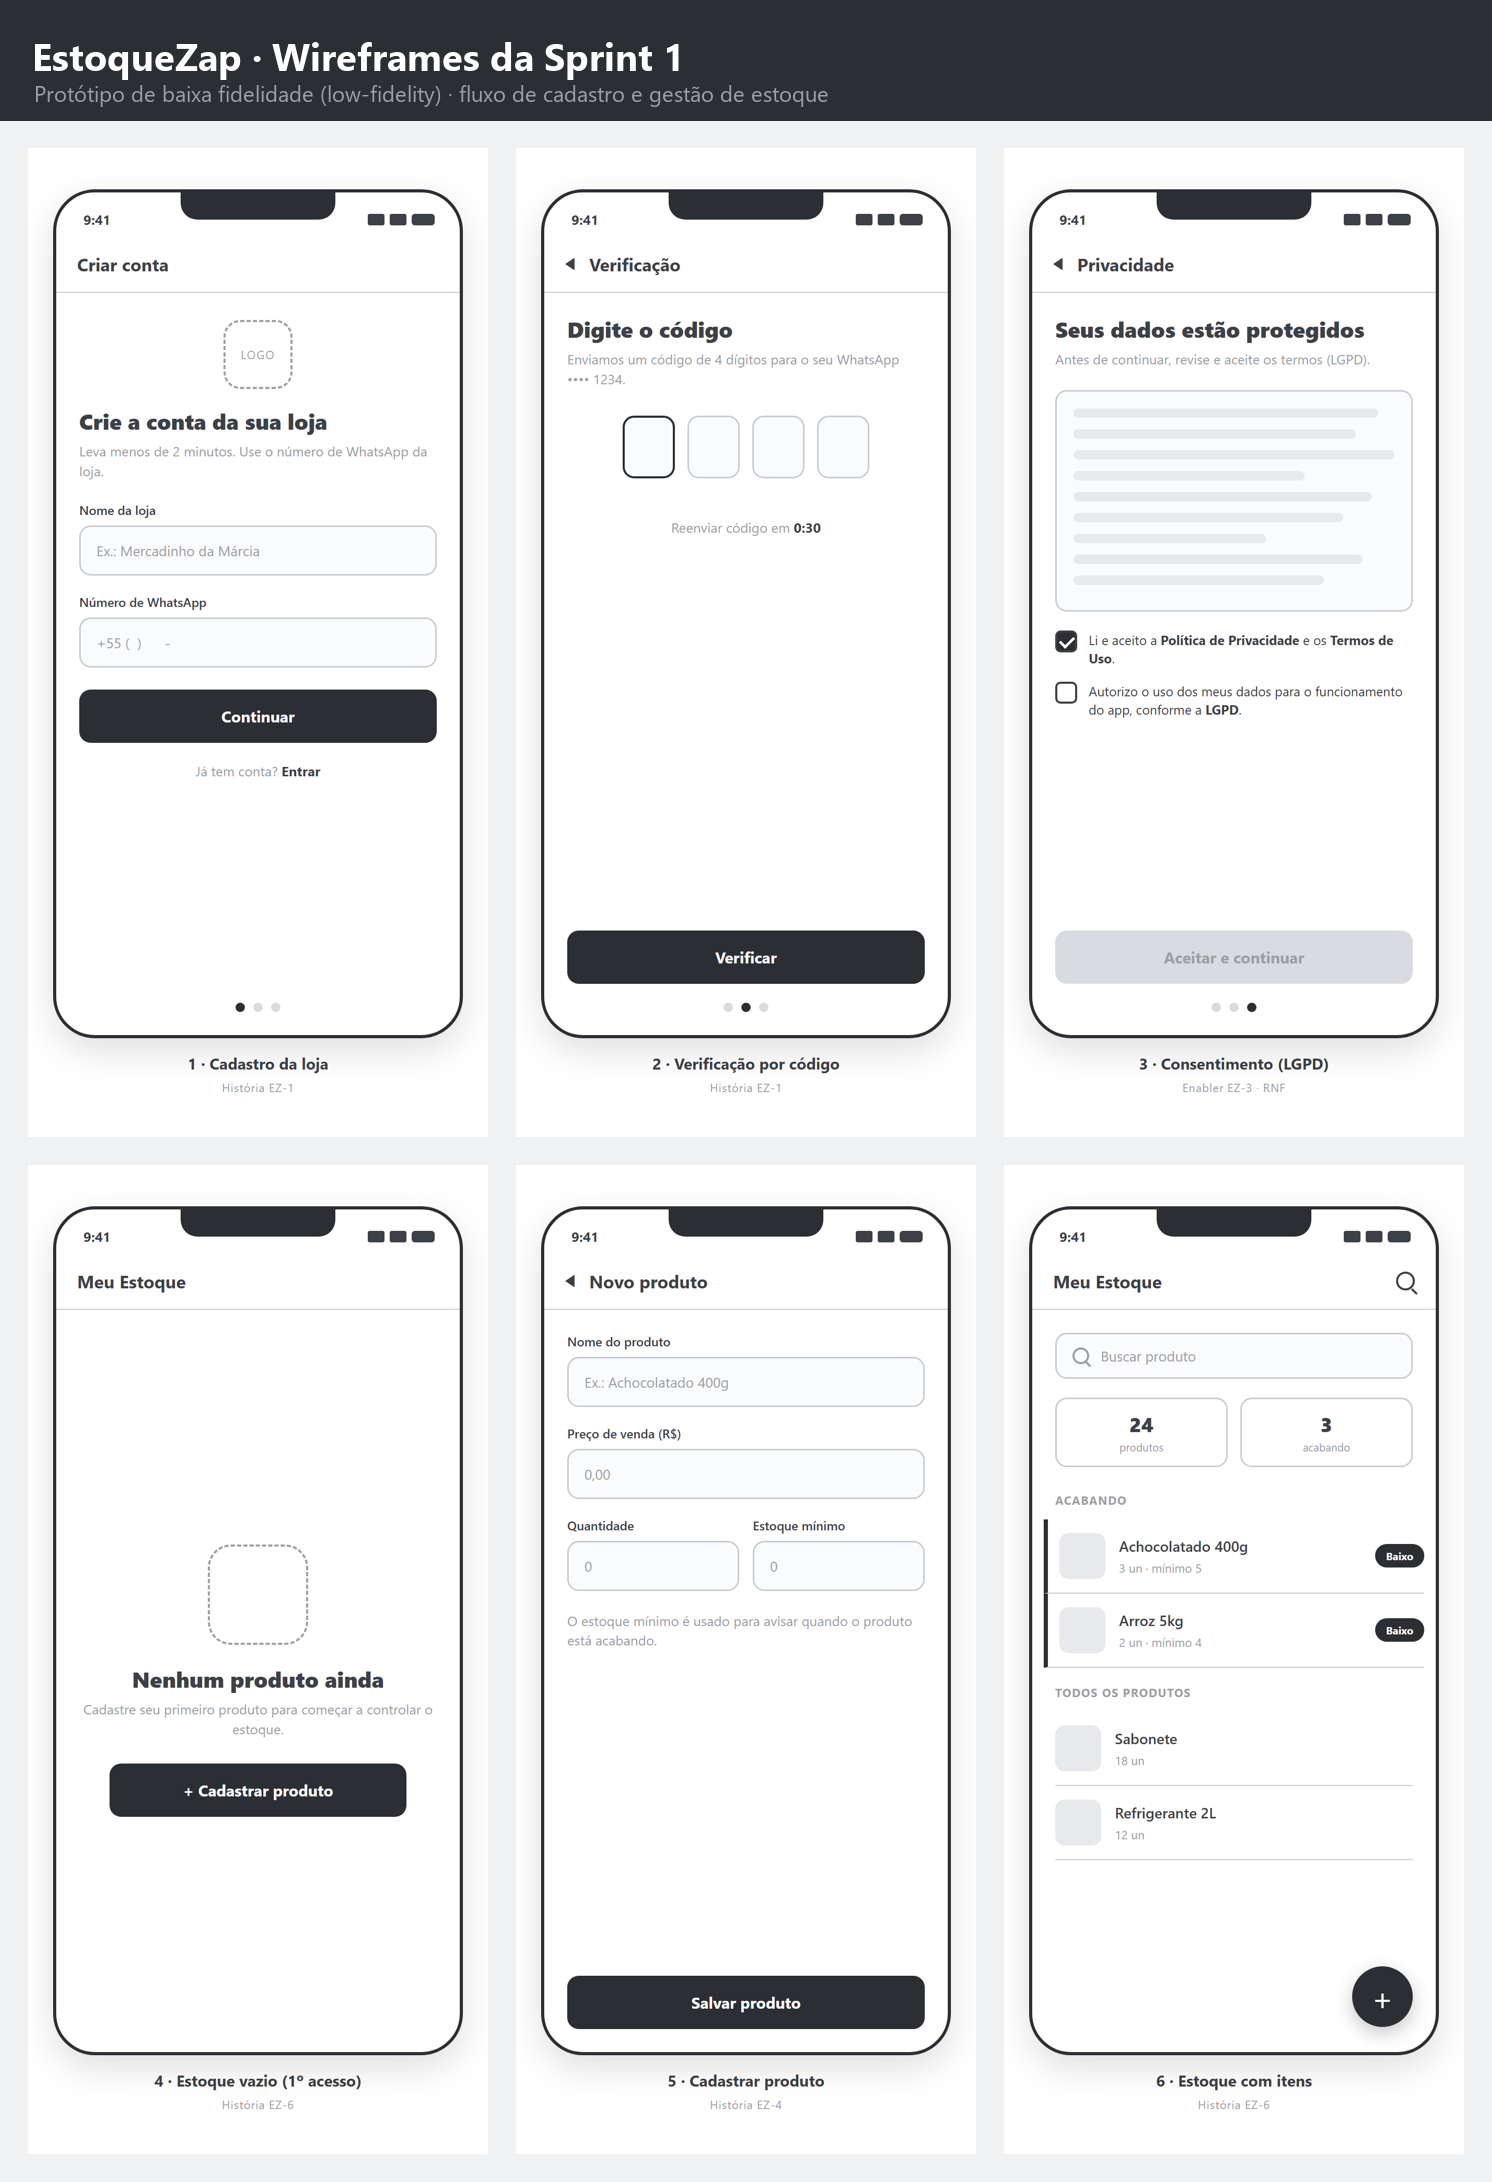 EstoqueZap · Wireframes da Sprint 1
Protótipo de baixa fidelidade (low-fidelity) · fluxo de cadastro e gestão de estoque
9:41
Criar conta
LOGO
Crie a conta da sua loja
Leva menos de 2 minutos. Use o número de WhatsApp da
loja.
Nome da loja
Ex.: Mercadinho da Márcia
Número de WhatsApp
+55 ( ) -
Continuar
Já tem conta? Entrar
1 · Cadastro da loja
História EZ-1
9:41
Verificação
Digite o código
Enviamos um código de 4 dígitos para o seu WhatsApp
•••• 1234.
Reenviar código em 0:30
Verificar
2 · Verificação por código
História EZ-1
9:41
Privacidade
Seus dados estão protegidos
Antes de continuar, revise e aceite os termos (LGPD).
Li e aceito a Política de Privacidade e os Termos de
Uso.
Autorizo o uso dos meus dados para o funcionamento
do app, conforme a LGPD.
Aceitar e continuar
3 · Consentimento (LGPD)
Enabler EZ-3 · RNF
9:41
Meu Estoque
Nenhum produto ainda
Cadastre seu primeiro produto para começar a controlar o
estoque.
+ Cadastrar produto
4 · Estoque vazio (1º acesso)
História EZ-6
9:41
Novo produto
Nome do produto
Ex.: Achocolatado 400g
Preço de venda (R$)
0,00
Quantidade Estoque mínimo
0 0
O estoque mínimo é usado para avisar quando o produto
está acabando.
Salvar produto
5 · Cadastrar produto
História EZ-4
9:41
Meu Estoque
Buscar produto
24 3
produtos acabando
ACABANDO
Achocolatado 400g
3 un · mínimo 5
Baixo
Arroz 5kg
2 un · mínimo 4
Baixo
TODOS OS PRODUTOS
Sabonete
18 un
Refrigerante 2L
12 un
+
6 · Estoque com itens
História EZ-6